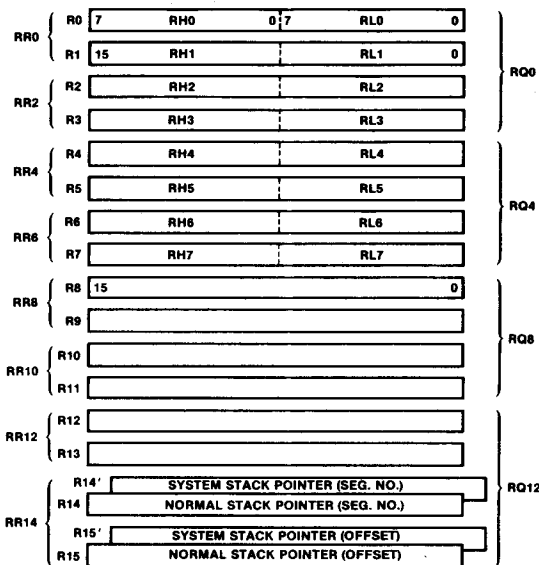 RR0
R0 7 RH0 0 7 RL0 0
R1 15 RH1 RL1 0
RR2
R2 RH2 RL2
R3 RH3 RL3
RQ0
RR4
R4 RH4 RL4
R5 RH5 RL5
RR6
R6 RH6 RL6
R7 RH7 RL7
RQ4
RR8
R8 15 0
R9
RR10
R10
R11
RQ8
RR12
R12
R13
RR14
R14' SYSTEM STACK POINTER (SEG. NO.)
R14 NORMAL STACK POINTER (SEG. NO.)
R15' SYSTEM STACK POINTER (OFFSET)
R15 NORMAL STACK POINTER (OFFSET)
RQ12